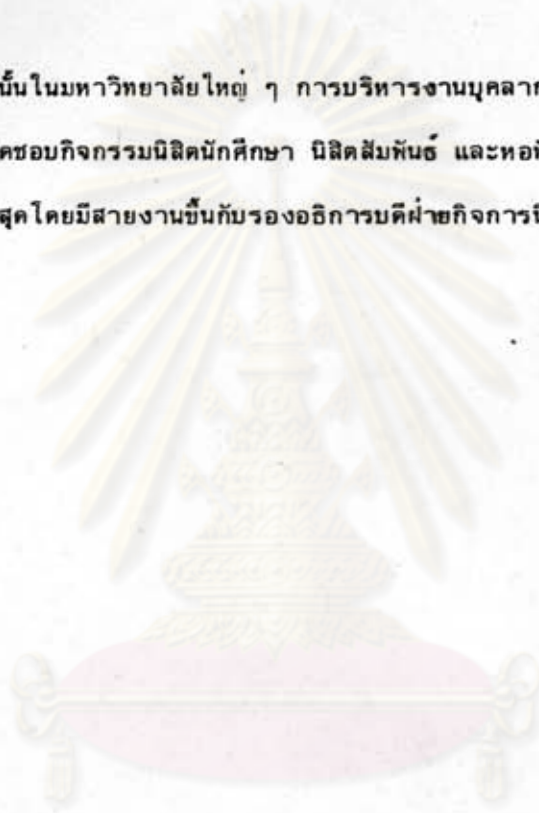 นั้นในมหาวิทยาลัยใหญ่ ๆ การบริหารงานบุคลาก
ดชอบกิจกรรมนิสิตนักศึกษา นิสิตสัมพันธ์ และหอพั
สุดโดยมีสายงานขึ้นกับรองอธิการบดีฝ่ายกิจการนิ